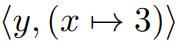 ⟨y, (x ↦ 3)⟩